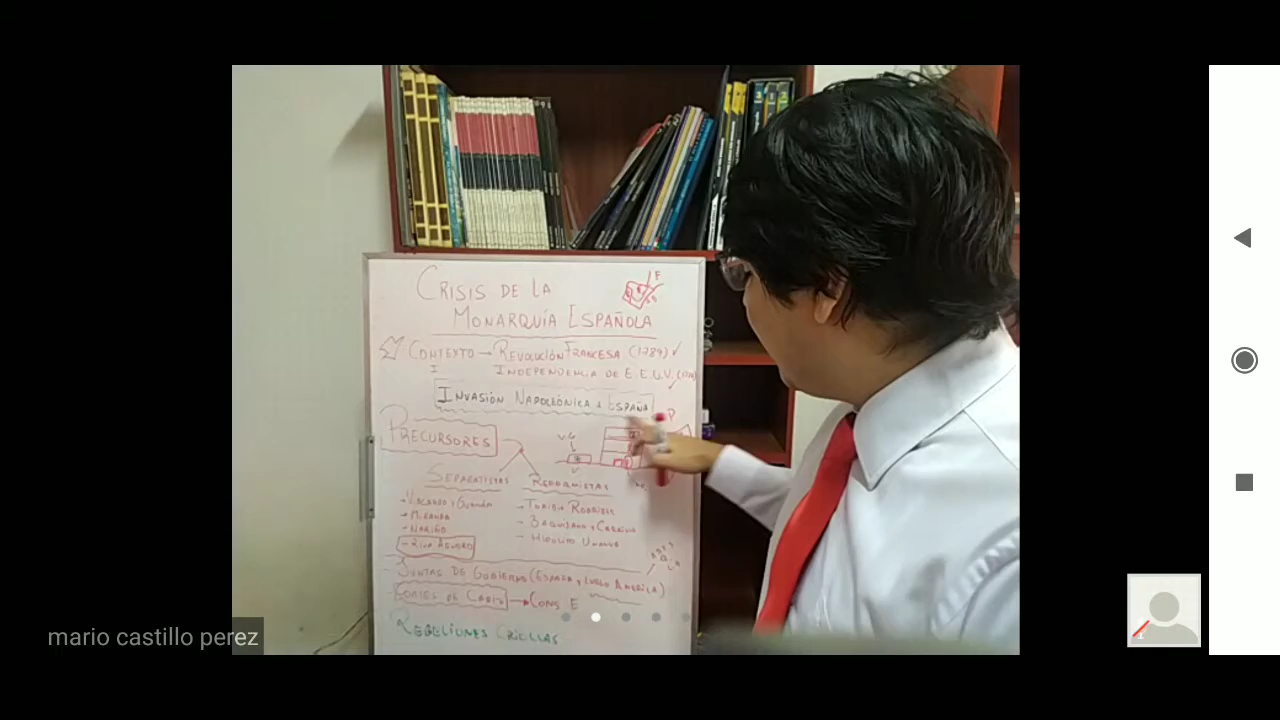 CRISIS DE LA
MONARQUÍA ESPAÑOLA
F
CONTEXTO → REVOLUCIÓN FRANCESA (1789) ✓
I
INDEPENDENCIA DE E.E.U.U.
INVASIÓN NAPOLEÓNICA A ESPAÑA
P
PRECURSORES
SEPARATISTAS REFORMISTAS
- VISCARDO Y GUZMÁN
- MIRANDA
- NARIÑO
- RIVA AGÜERO
- TORIBIO RODRÍGUEZ
- BAQUÍJANO Y CARRILLO
- HIPÓLITO UNANUE
- JUNTAS DE GOBIERNO (ESPAÑA Y LUEGO AMÉRICA)
- CORTES DE CÁDIZ → CONS E
REBELIONES CRIOLLAS
mario castillo perez